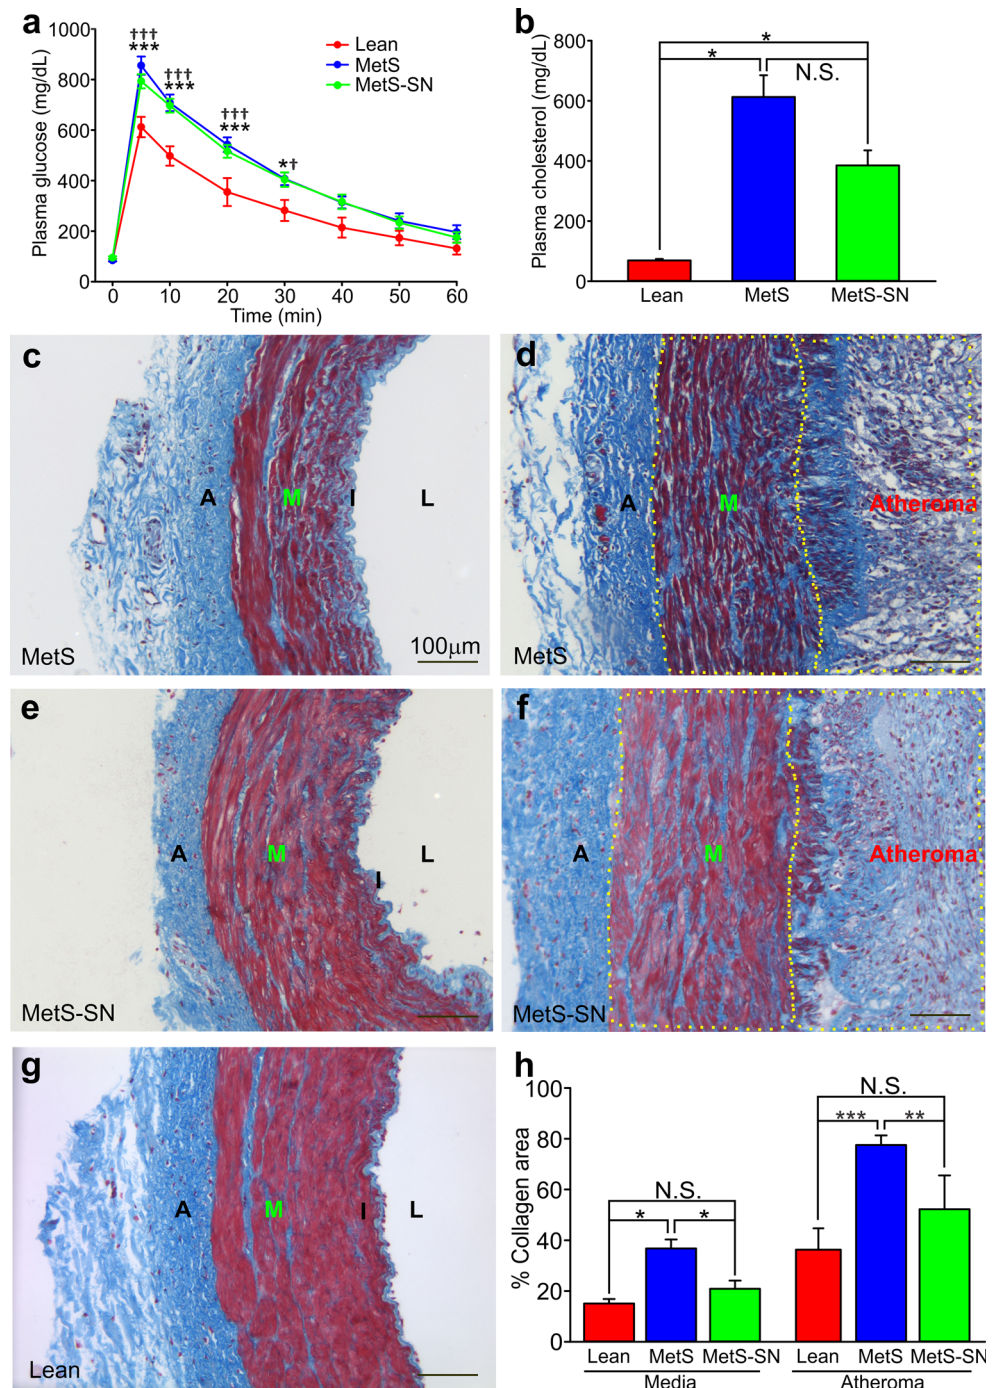 a
Plasma glucose (mg/dL)
1000
800
600
400
200
0
†††
***
†††
***
†††
***
*†
Lean
MetS
MetS-SN
0 10 20 30 40 50 60
Time (min)
b
Plasma cholesterol (mg/dL)
800
600
400
200
0
*
*
N.S.
Lean MetS MetS-SN
c
A M I L
100μm
MetS
d
A M Atheroma
MetS
e
A M I L
MetS-SN
f
A M Atheroma
MetS-SN
g
A M I L
Lean
h
% Collagen area
100
80
60
40
20
0
N.S.
* *
N.S.
*** **
Lean MetS MetS-SN Lean MetS MetS-SN
Media Atheroma